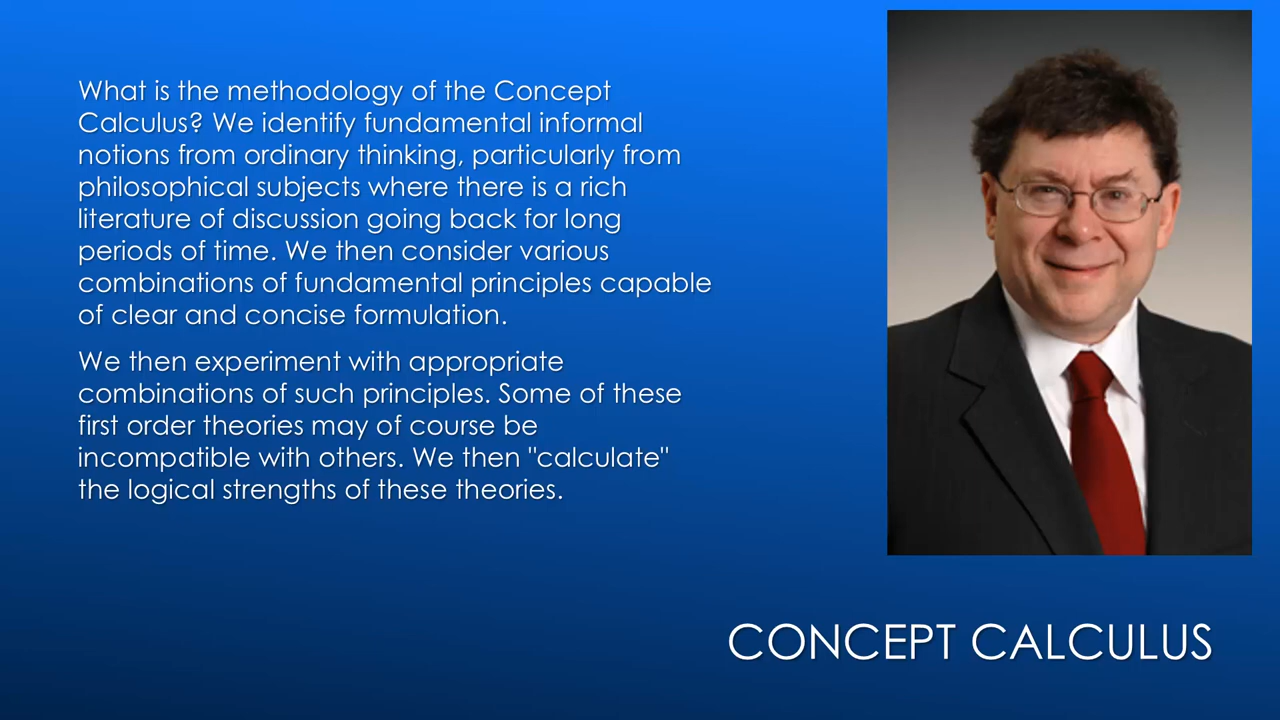 What is the methodology of the Concept
Calculus? We identify fundamental informal
notions from ordinary thinking, particularly from
philosophical subjects where there is a rich
literature of discussion going back for long
periods of time. We then consider various
combinations of fundamental principles capable
of clear and concise formulation.
We then experiment with appropriate
combinations of such principles. Some of these
first order theories may of course be
incompatible with others. We then "calculate"
the logical strengths of these theories.
CONCEPT CALCULUS